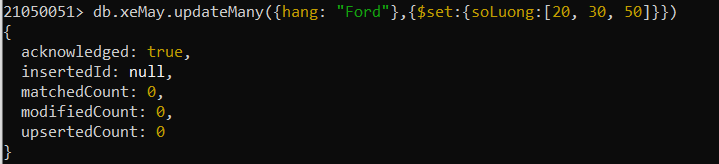 21050051> db.xeMay.updateMany({hang: "Ford"},{$set:{soLuong:[20, 30, 50]}})
{
  acknowledged: true,
  insertedId: null,
  matchedCount: 0,
  modifiedCount: 0,
  upsertedCount: 0
}